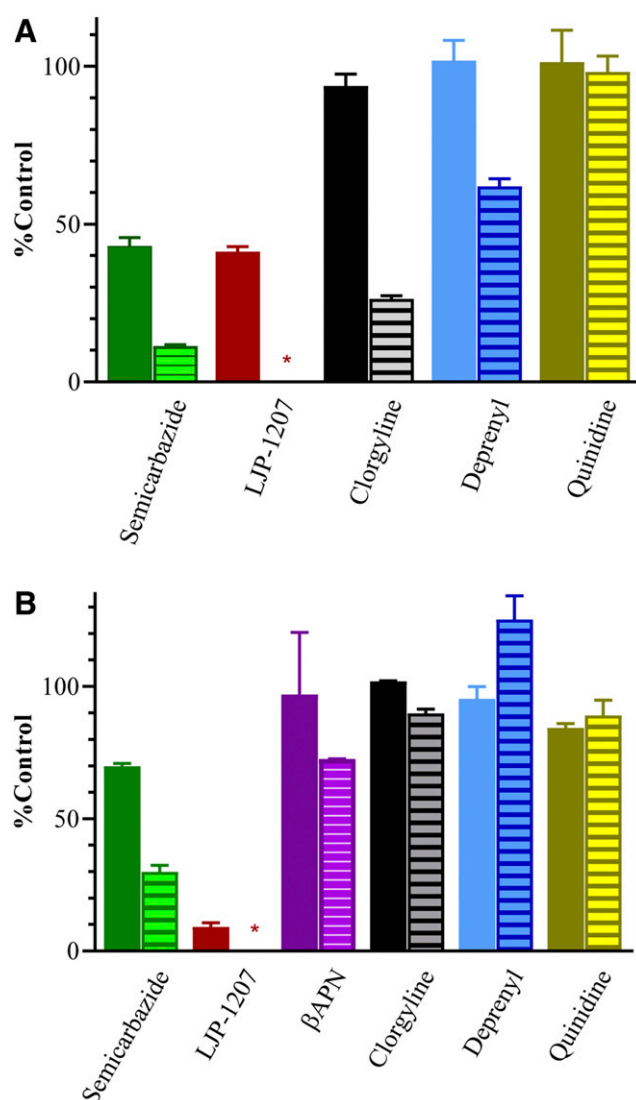 A
%Control
100
50
0
*
Semicarbazide
LJP-1207
Clorgyline
Deprenyl
Quinidine
B
%Control
100
50
0
*
Semicarbazide
LJP-1207
βAPN
Clorgyline
Deprenyl
Quinidine